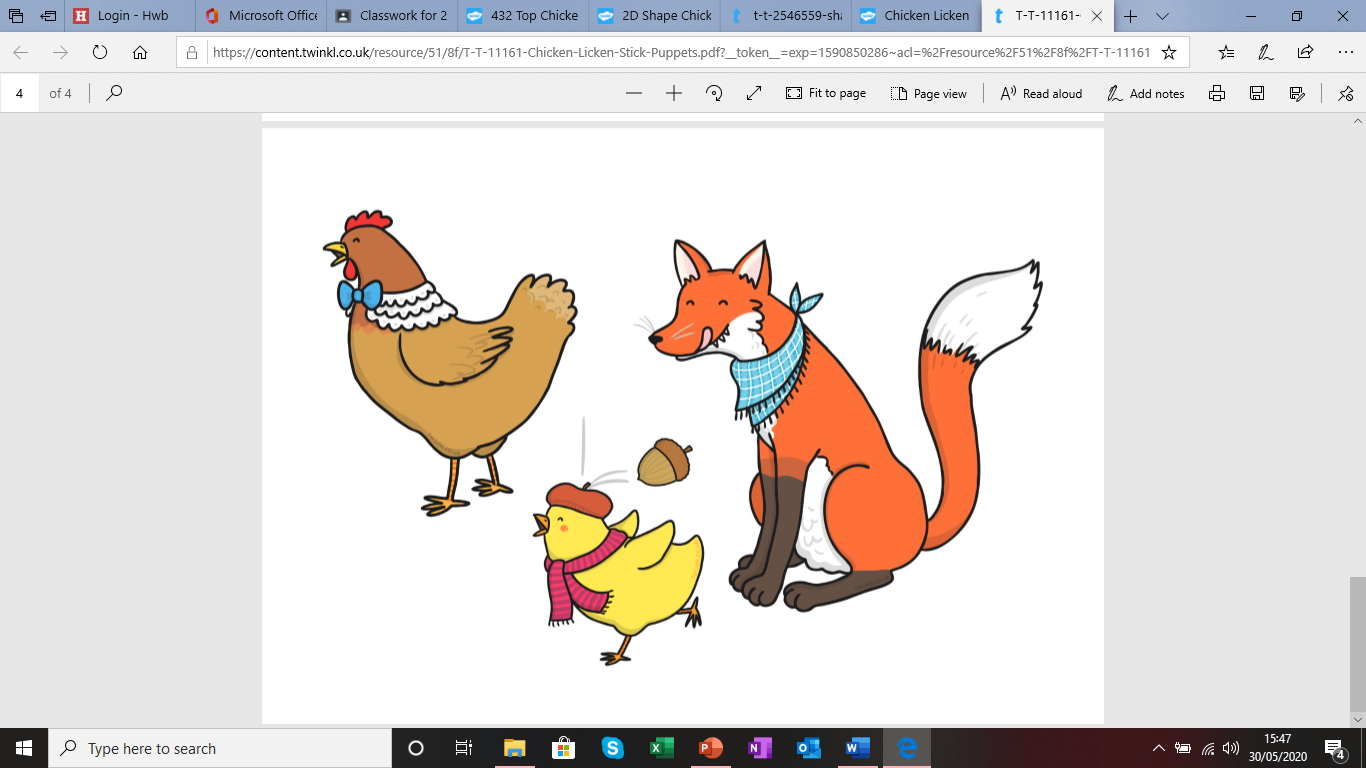 Login - Hwb
Microsoft Office
Classwork for 2
432 Top Chicke
2D Shape Chick
t-t-2546559-sha
Chicken Licken
T-T-11161-
https://content.twinkl.co.uk/resource/51/8f/T-T-11161-Chicken-Licken-Stick-Puppets.pdf?__token__=exp=1590850286~acl=%2Fresource%2F51%2F8f%2FT-T-11161
4 of 4
Fit to page
Page view
Read aloud
Add notes
Type here to search
15:47
30/05/2020
4